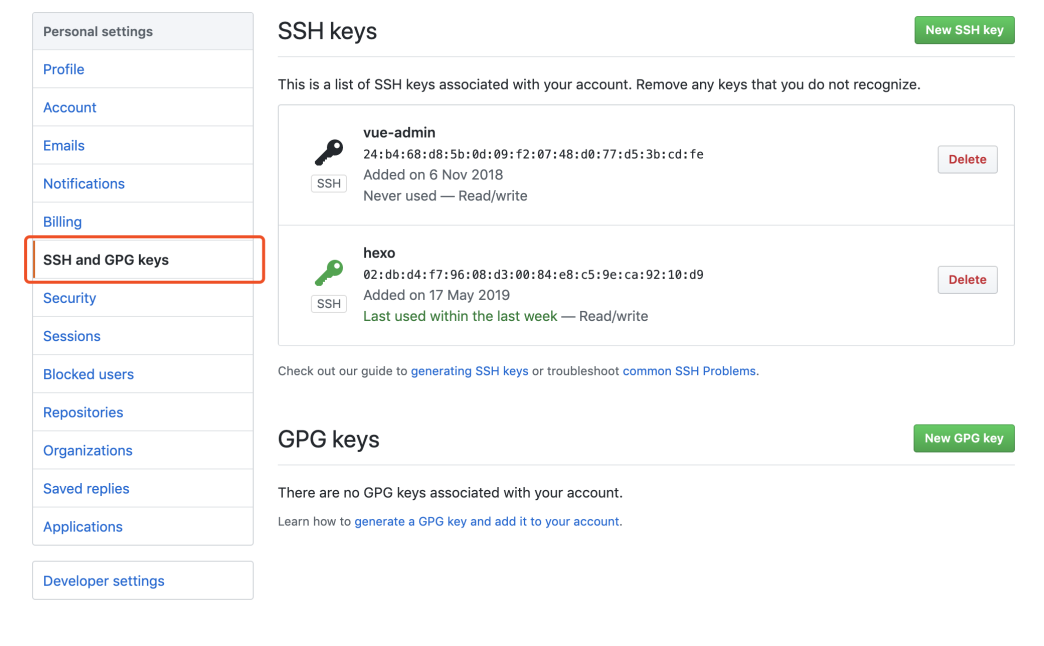 Personal settings
Profile
Account
Emails
Notifications
Billing
SSH and GPG keys
Security
Sessions
Blocked users
Repositories
Organizations
Saved replies
Applications
Developer settings
SSH keys
New SSH key
This is a list of SSH keys associated with your account. Remove any keys that you do not recognize.
vue-admin
24:b4:68:d8:5b:0d:09:f2:07:48:d0:77:d5:3b:cd:fe
Added on 6 Nov 2018
Never used — Read/write
SSH
Delete
hexo
02:db:d4:f7:96:08:d3:00:84:e8:c5:9e:ca:92:10:d9
Added on 17 May 2019
Last used within the last week — Read/write
SSH
Delete
Check out our guide to generating SSH keys or troubleshoot common SSH Problems.
GPG keys
New GPG key
There are no GPG keys associated with your account.
Learn how to generate a GPG key and add it to your account.